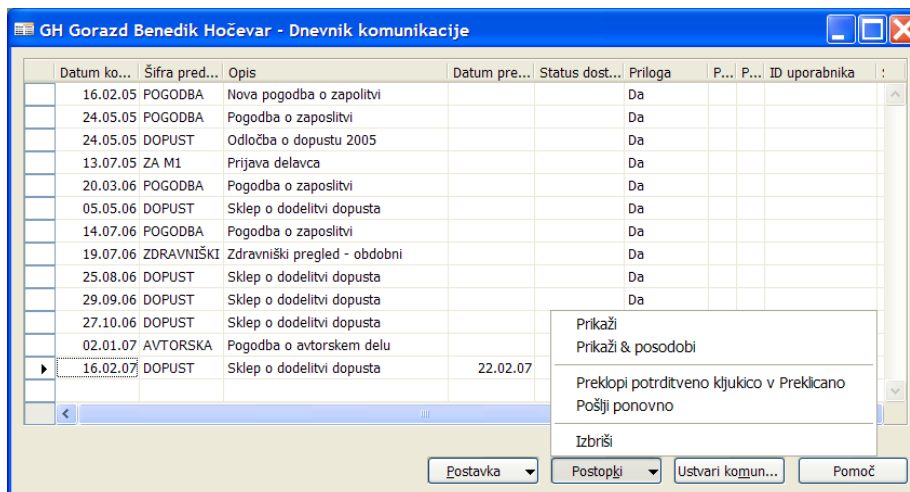 GH Gorazd Benedik Hočevar - Dnevnik komunikacije
Datum ko... Šifra pred... Opis Datum pre... Status dost... Priloga P... P... ID uporabnika
16.02.05 POGODBA Nova pogodba o zapolitvi Da
24.05.05 POGODBA Pogodba o zaposlitvi Da
24.05.05 DOPUST Odločba o dopustu 2005 Da
13.07.05 ZA M1 Prijava delavca Da
20.03.06 POGODBA Pogodba o zaposlitvi Da
05.05.06 DOPUST Sklep o dodelitvi dopusta Da
14.07.06 POGODBA Pogodba o zaposlitvi Da
19.07.06 ZDRAVNIŠKI Zdravniški pregled - obdobni Da
25.08.06 DOPUST Sklep o dodelitvi dopusta Da
29.09.06 DOPUST Sklep o dodelitvi dopusta Da
27.10.06 DOPUST Sklep o dodelitvi dopusta
02.01.07 AVTORSKA Pogodba o avtorskem delu
16.02.07 DOPUST Sklep o dodelitvi dopusta 22.02.07
Prikaži
Prikaži & posodobi
Preklopi potrditveno kljukico v Preklicano
Pošlji ponovno
Izbriši
Postavka Postopki Ustvari komun... Pomoč